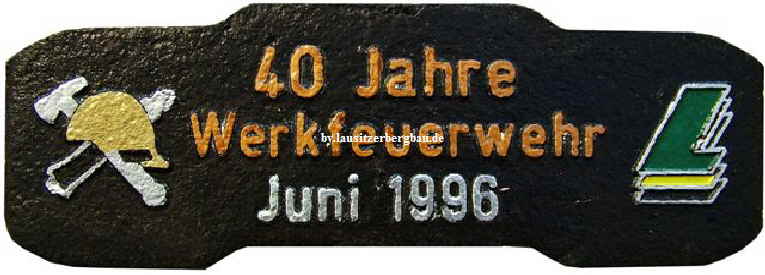 40 Jahre
by.lausitzerbergbau.de
Werkfeuerwehr
Juni 1996